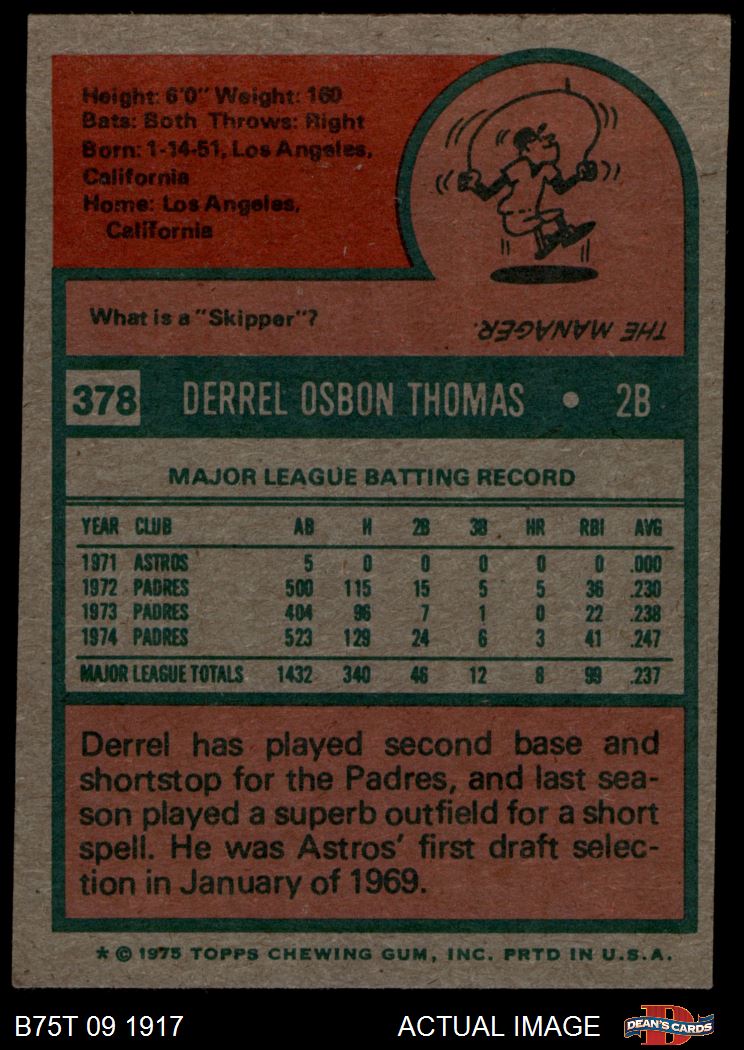 Height: 6'0" Weight: 160
Bats: Both Throws: Right
Born: 1-14-51, Los Angeles,
California
Home: Los Angeles,
California
What is a "Skipper"?
THE MANAGER.
378 DERREL OSBON THOMAS • 2B
MAJOR LEAGUE BATTING RECORD
YEAR CLUB AB H 2B 3B HR RBI AVG
1971 ASTROS 5 0 0 0 0 0 .000
1972 PADRES 500 115 15 5 5 36 .230
1973 PADRES 404 96 7 1 0 22 .238
1974 PADRES 523 129 24 6 3 41 .247
MAJOR LEAGUE TOTALS 1432 340 46 12 8 99 .237
Derrel has played second base and
shortstop for the Padres, and last sea-
son played a superb outfield for a short
spell. He was Astros' first draft selec-
tion in January of 1969.
* © 1975 TOPPS CHEWING GUM, INC. PRTD IN U.S.A.
B75T 09 1917 ACTUAL IMAGE DEAN'S CARDS